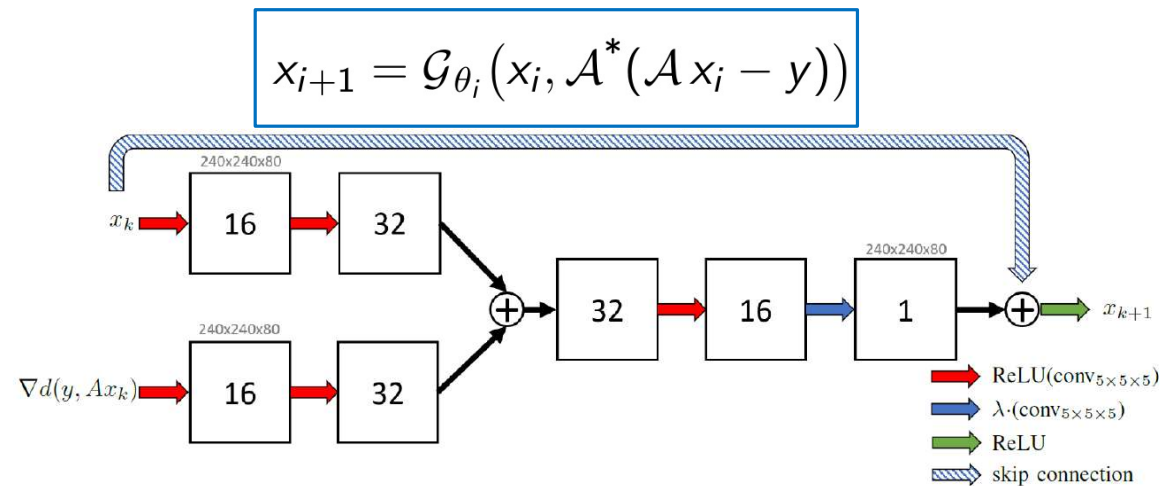 x_{i+1} = 𝒢_{θ_i}(x_i, 𝒜*(𝒜 x_i − y))
240x240x80
x_k 16 32
240x240x80
32 16 1 + x_{k+1}
+
240x240x80
∇d(y, Ax_k) 16 32
ReLU(conv_{5×5×5})
λ·(conv_{5×5×5})
ReLU
skip connection